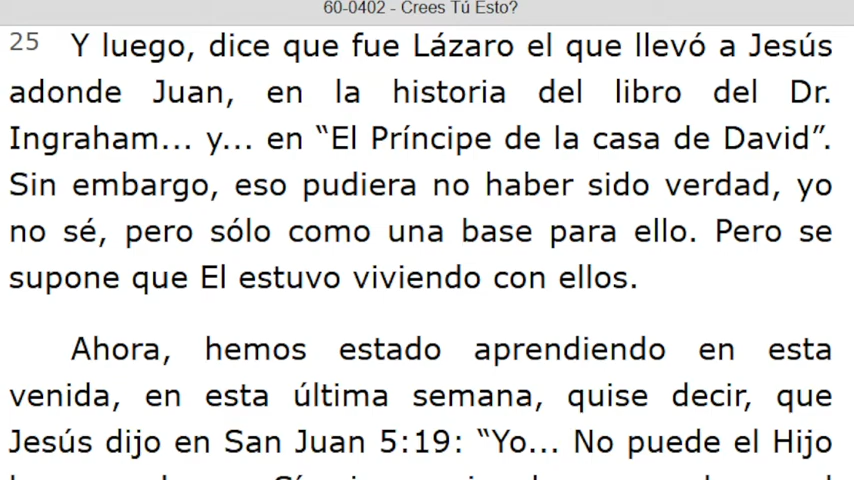 60-0402 - Crees Tú Esto?
25 Y luego, dice que fue Lázaro el que llevó a Jesús
adonde Juan, en la historia del libro del Dr.
Ingraham... y... en “El Príncipe de la casa de David”.
Sin embargo, eso pudiera no haber sido verdad, yo
no sé, pero sólo como una base para ello. Pero se
supone que El estuvo viviendo con ellos.
Ahora, hemos estado aprendiendo en esta
venida, en esta última semana, quise decir, que
Jesús dijo en San Juan 5:19: “Yo... No puede el Hijo